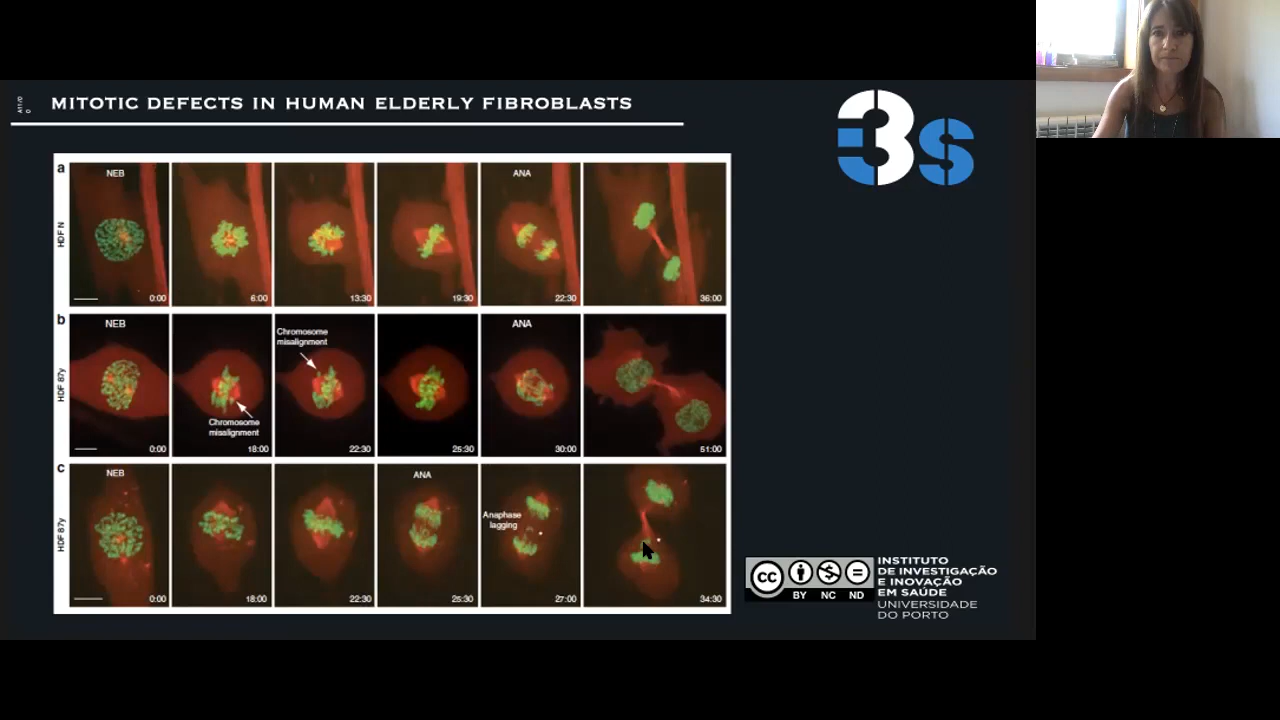 MITOTIC DEFECTS IN HUMAN ELDERLY FIBROBLASTS
3s
a
HDF N
NEB
ANA
0:00
6:00
13:30
19:30
22:30
36:00
b
HDF 87y
NEB
Chromosome
misalignment
ANA
Chromosome
misalignment
0:00
18:00
22:30
25:30
30:00
51:00
c
HDF 87y
NEB
ANA
Anaphase
lagging
0:00
18:00
22:30
25:30
27:00
34:30
cc
BY NC ND
INSTITUTO
DE INVESTIGAÇÃO
E INOVAÇÃO
EM SAÚDE
UNIVERSIDADE
DO PORTO